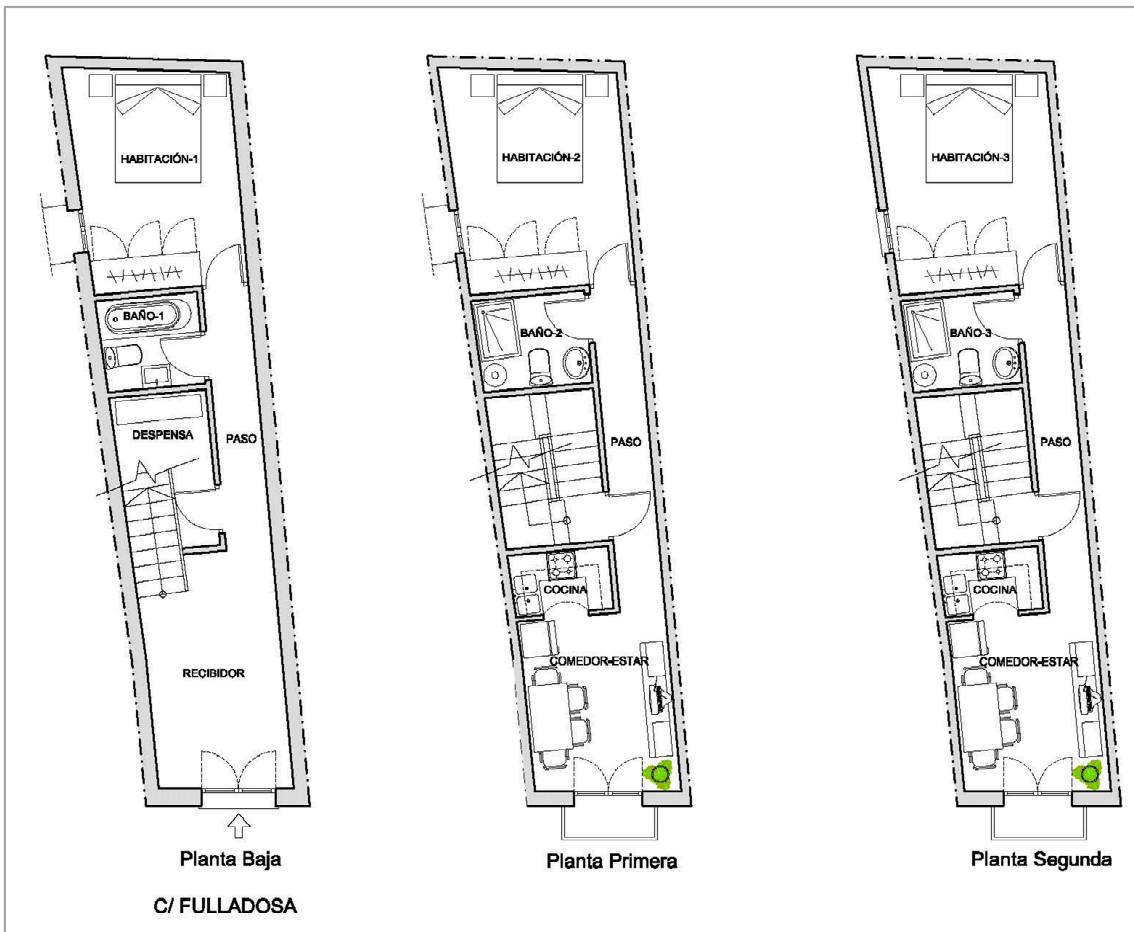 HABITACIÓN-1
BAÑO-1
DESPENSA
PASO
RECIBIDOR
Planta Baja
C/ FULLADOSA
HABITACIÓN-2
BAÑO-2
PASO
COCINA
COMEDOR-ESTAR
Planta Primera
HABITACIÓN-3
BAÑO-3
PASO
COCINA
COMEDOR-ESTAR
Planta Segunda